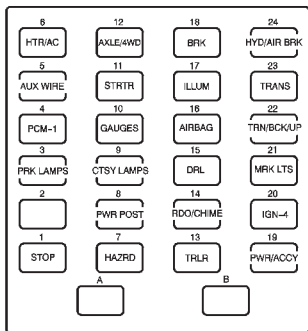 6 12 18 24
HTR/AC AXLE/4WD BRK HYD/AIR BRK
5 11 17 23
AUX WIRE STRTR ILLUM TRANS
4 10 16 22
PCM-1 GAUGES AIRBAG TRN/BCK/UP
3 9 15 21
PRK LAMPS CTSY LAMPS DRL MRK LTS
2 8 14 20
PWR POST RDO/CHIME IGN-4
1 7 13 19
STOP HAZRD TRLR PWR/ACCY
A B